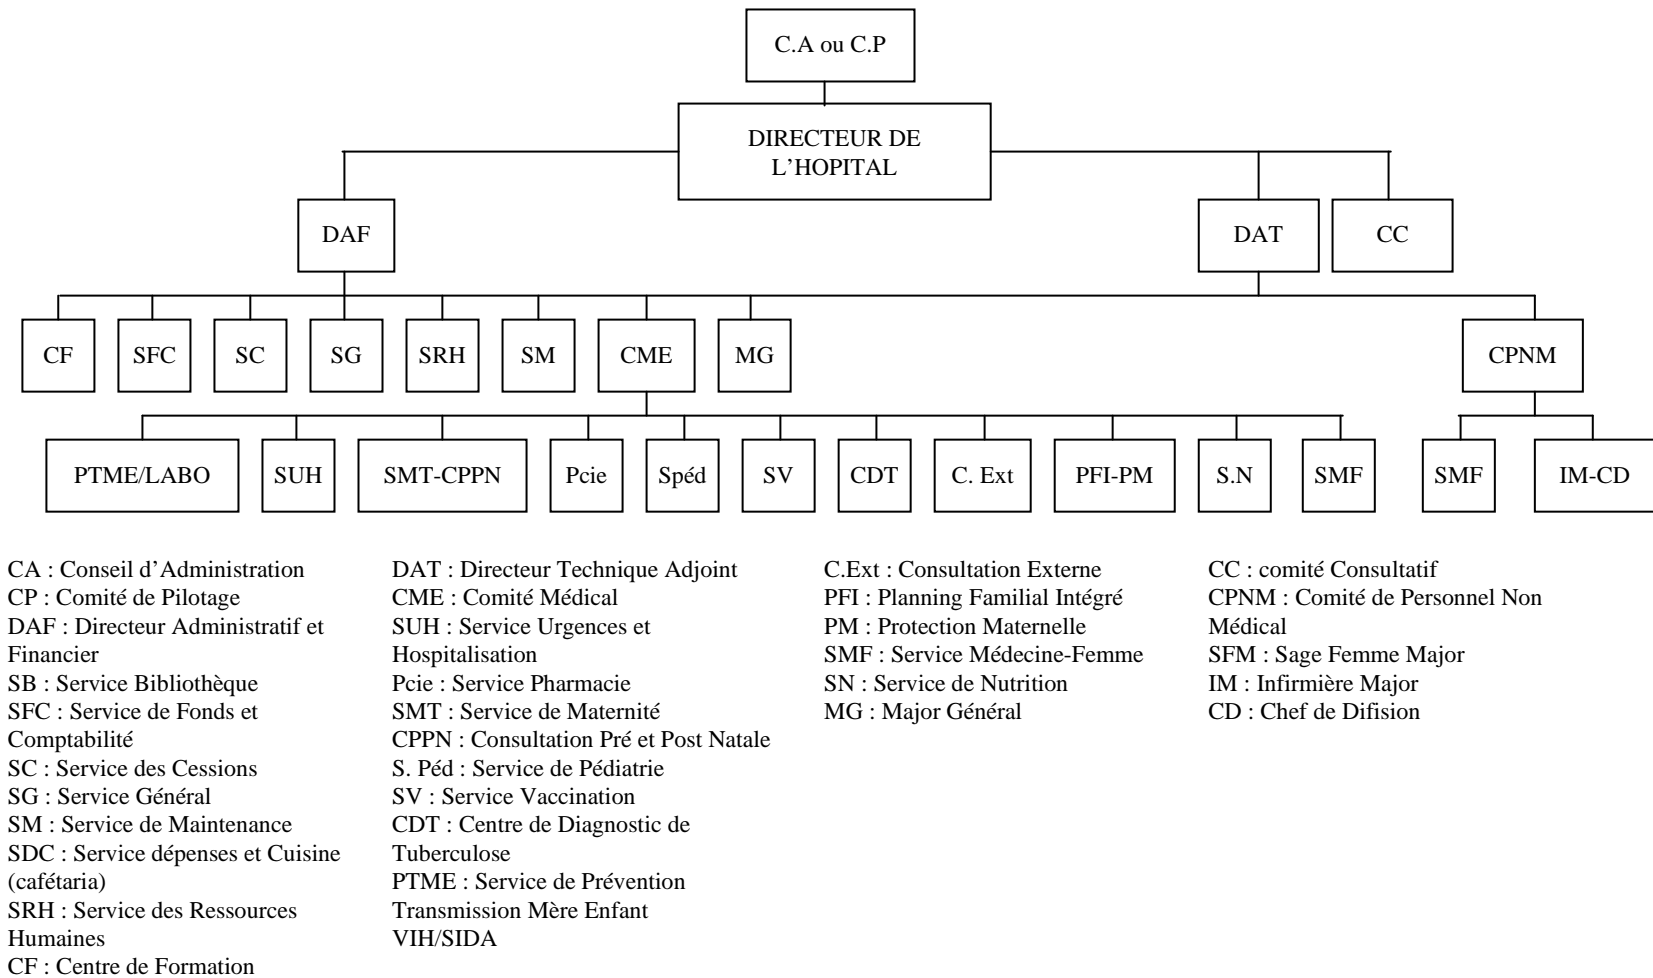 C.A ou C.P
DIRECTEUR DE
L’HOPITAL
DAF
DAT
CC
CF
SFC
SC
SG
SRH
SM
CME
MG
CPNM
PTME/LABO
SUH
SMT-CPPN
Pcie
Spéd
SV
CDT
C. Ext
PFI-PM
S.N
SMF
SMF
IM-CD
CA : Conseil d’Administration
CP : Comité de Pilotage
DAF : Directeur Administratif et
Financier
SB : Service Bibliothèque
SFC : Service de Fonds et
Comptabilité
SC : Service des Cessions
SG : Service Général
SM : Service de Maintenance
SDC : Service dépenses et Cuisine
(cafétaria)
SRH : Service des Ressources
Humaines
CF : Centre de Formation
DAT : Directeur Technique Adjoint
CME : Comité Médical
SUH : Service Urgences et
Hospitalisation
Pcie : Service Pharmacie
SMT : Service de Maternité
CPPN : Consultation Pré et Post Natale
S. Péd : Service de Pédiatrie
SV : Service Vaccination
CDT : Centre de Diagnostic de
Tuberculose
PTME : Service de Prévention
Transmission Mère Enfant
VIH/SIDA
C.Ext : Consultation Externe
PFI : Planning Familial Intégré
PM : Protection Maternelle
SMF : Service Médecine-Femme
SN : Service de Nutrition
MG : Major Général
CC : comité Consultatif
CPNM : Comité de Personnel Non
Médical
SFM : Sage Femme Major
IM : Infirmière Major
CD : Chef de Difision